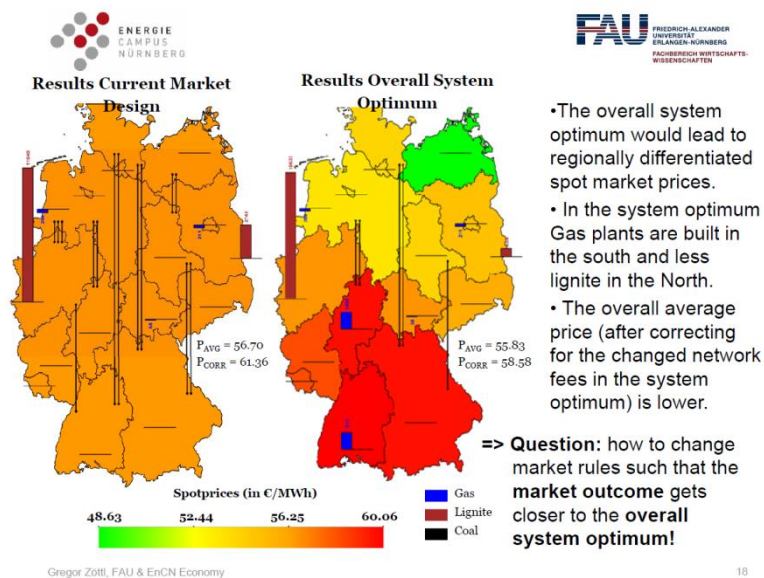 ENERGIE
CAMPUS
NÜRNBERG
FAU
FRIEDRICH-ALEXANDER
UNIVERSITÄT
ERLANGEN-NÜRNBERG
FACHBEREICH WIRTSCHAFTS-
WISSENSCHAFTEN
Results Current Market
Design
Results Overall System
Optimum
P_AVG = 56.70
P_CORR = 61.36
P_AVG = 55.83
P_CORR = 58.58
•The overall system
optimum would lead to
regionally differentiated
spot market prices.
• In the system optimum
Gas plants are built in
the south and less
lignite in the North.
• The overall average
price (after correcting
for the changed network
fees in the system
optimum) is lower.
=> Question: how to change
market rules such that the
market outcome gets
closer to the overall
system optimum!
Spotprices (in €/MWh)
48.63 52.44 56.25 60.06
Gas
Lignite
Coal
Gregor Zöttl, FAU & EnCN Economy
18